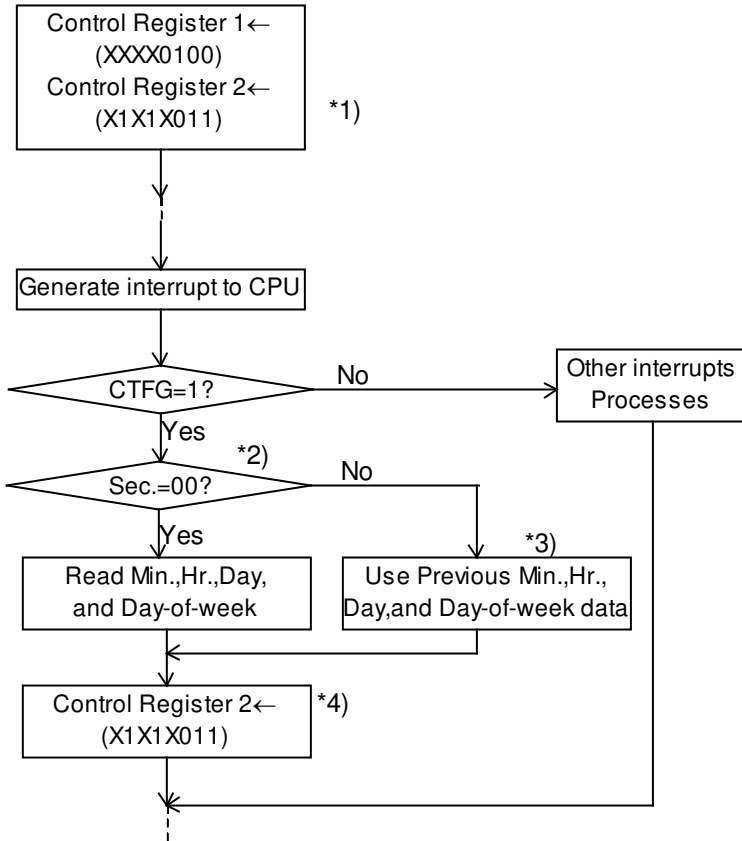 Control Register 1←
(XXXX0100)
Control Register 2←
(X1X1X011)
*1)
Generate interrupt to CPU
CTFG=1?
No
Other interrupts
Processes
Yes
*2)
Sec.=00?
No
Yes
*3)
Read Min.,Hr.,Day,
and Day-of-week
Use Previous Min.,Hr.,
Day,and Day-of-week data
Control Register 2←
(X1X1X011)
*4)